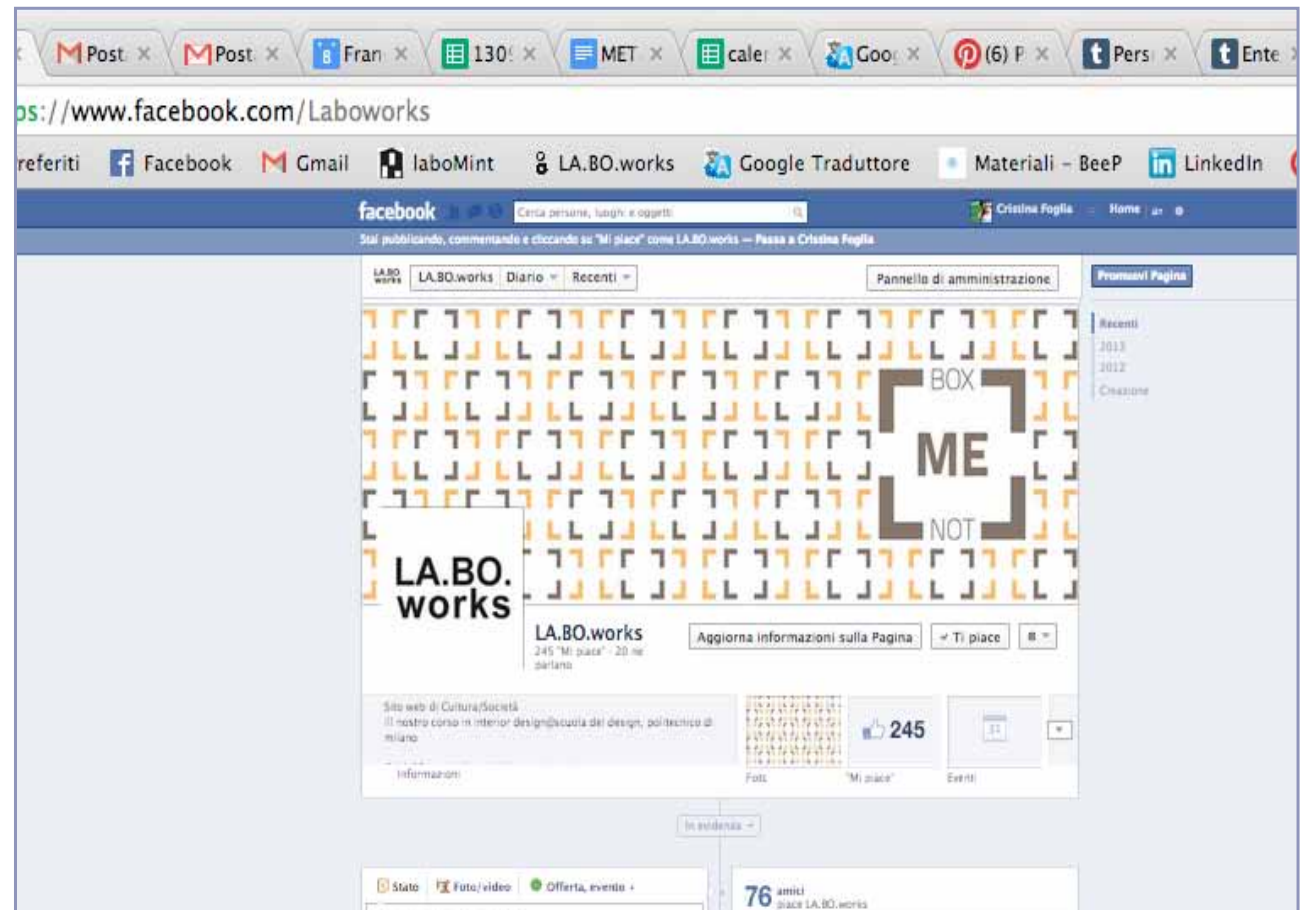 Post
Post
Fran
130
MET
caler
Goo
(6) P
Pers
Ente
ps://www.facebook.com/Laboworks
referiti
Facebook
Gmail
laboMint
LA.BO.works
Google Traduttore
Materiali – BeeP
LinkedIn
facebook
Cerca persone, luoghi e oggetti
Cristina Foglia
Home
Stai pubblicando, commentando e cliccando su "Mi piace" come LA.BO.works — Passa a Cristina Foglia
LA.BO works
LA.BO.works
Diario
Recenti
Pannello di amministrazione
Promuovi Pagina
Recenti
2013
2012
Creazione
BOX
ME
NOT
LA.BO.
works
LA.BO.works
245 "Mi piace" · 20 ne
parlano
Aggiorna informazioni sulla Pagina
Ti piace
Sito web di Cultura/Società
Il nostro corso in interior design@scuola del design, politecnico di
milano
Informazioni
245
31
Foto
"Mi piace"
Eventi
In evidenza
Stato
Foto/video
Offerta, evento +
76 amici
piace LA.BO.works